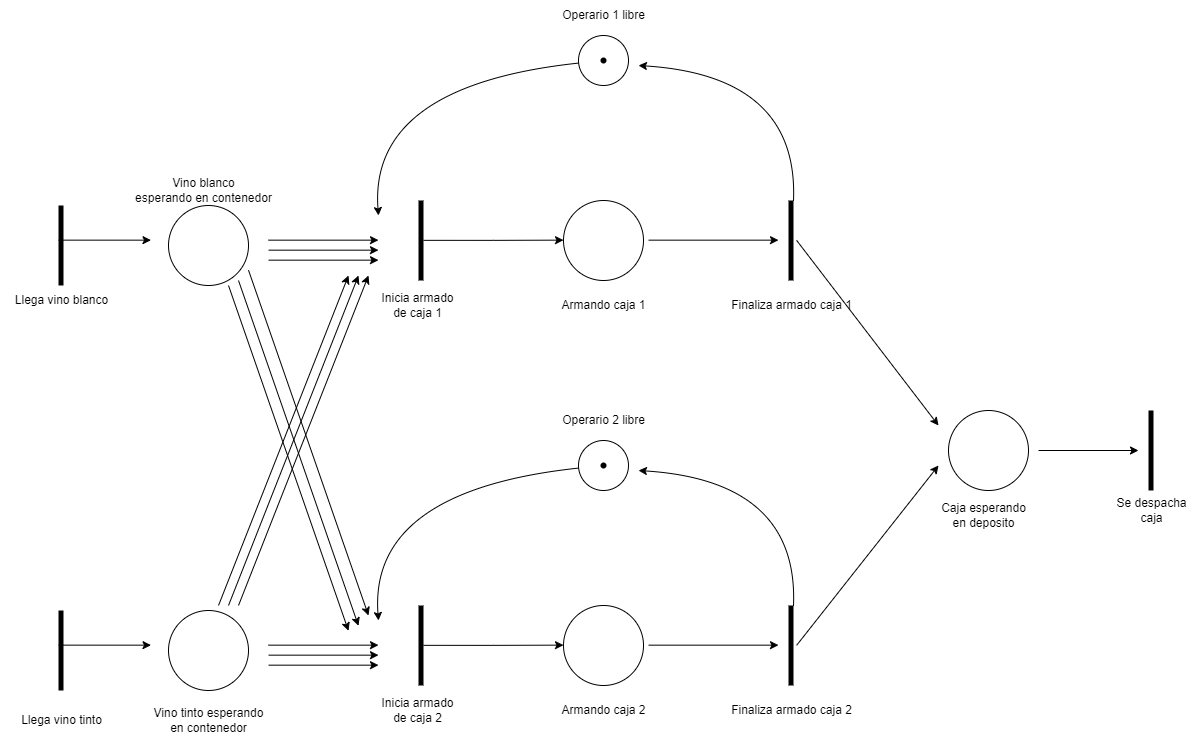 Operario 1 libre
Vino blanco
esperando en contenedor
Llega vino blanco
Inicia armado
de caja 1
Armando caja 1
Finaliza armado caja 1
Operario 2 libre
Caja esperando
en deposito
Se despacha
caja
Llega vino tinto
Vino tinto esperando
en contenedor
Inicia armado
de caja 2
Armando caja 2
Finaliza armado caja 2